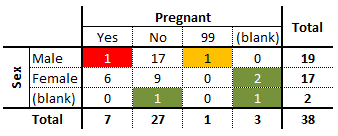 Pregnant
Yes No 99 (blank) Total
Sex
Male 1 17 1 0 19
Female 6 9 0 2 17
(blank) 0 1 0 1 2
Total 7 27 1 3 38